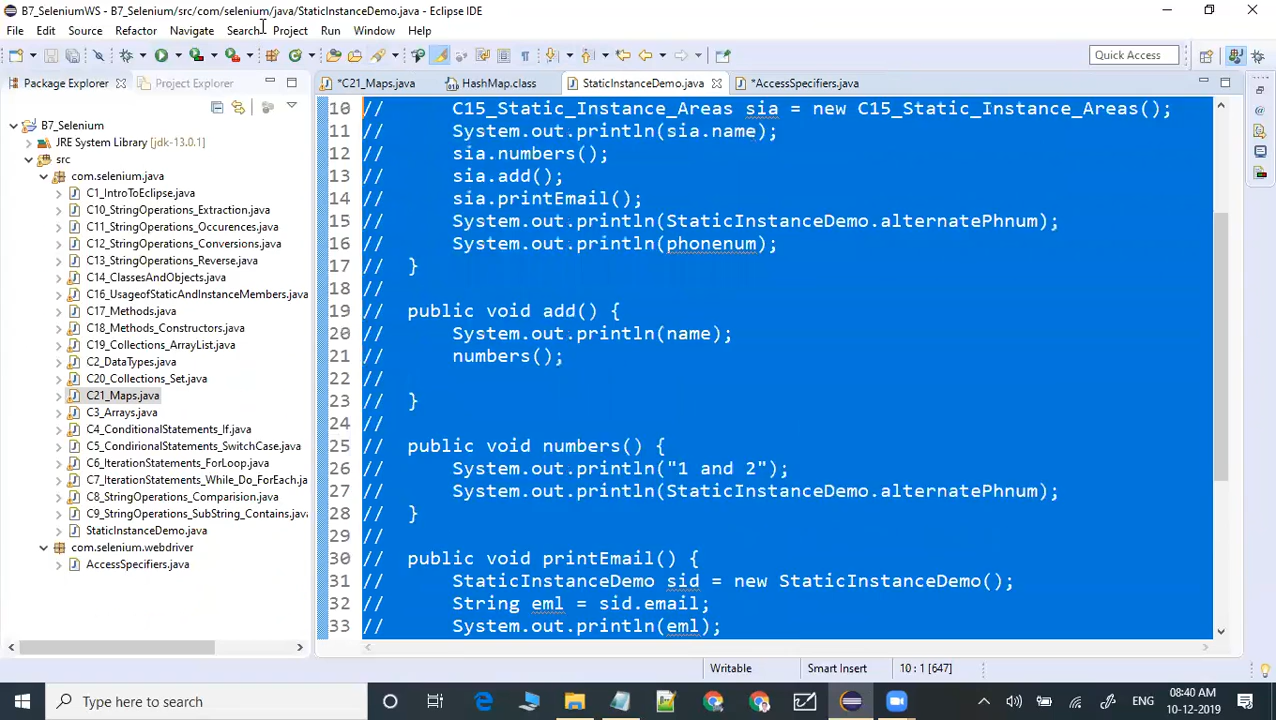 B7_SeleniumWS - B7_Selenium/src/com/selenium/java/StaticInstanceDemo.java - Eclipse IDE
File Edit Source Refactor Navigate Search Project Run Window Help
Quick Access
Package Explorer Project Explorer
*C21_Maps.java HashMap.class StaticInstanceDemo.java *AccessSpecifiers.java
B7_Selenium
JRE System Library [jdk-13.0.1]
src
com.selenium.java
C1_IntroToEclipse.java
C10_StringOperations_Extraction.java
C11_StringOperations_Occurences.java
C12_StringOperations_Conversions.java
C13_StringOperations_Reverse.java
C14_ClassesAndObjects.java
C16_UsageofStaticAndInstanceMembers.java
C17_Methods.java
C18_Methods_Constructors.java
C19_Collections_ArrayList.java
C2_DataTypes.java
C20_Collections_Set.java
C21_Maps.java
C3_Arrays.java
C4_ConditionalStatements_If.java
C5_ConditionalStatements_SwitchCase.java
C6_IterationStatements_ForLoop.java
C7_IterationStatements_While_Do_ForEach.java
C8_StringOperations_Comparision.java
C9_StringOperations_SubString_Contains.java
StaticInstanceDemo.java
com.selenium.webdriver
AccessSpecifiers.java
10 // C15_Static_Instance_Areas sia = new C15_Static_Instance_Areas();
11 // System.out.println(sia.name);
12 // sia.numbers();
13 // sia.add();
14 // sia.printEmail();
15 // System.out.println(StaticInstanceDemo.alternatePhnum);
16 // System.out.println(phonenum);
17 // }
18 //
19 // public void add() {
20 // System.out.println(name);
21 // numbers();
22 //
23 // }
24 //
25 // public void numbers() {
26 // System.out.println("1 and 2");
27 // System.out.println(StaticInstanceDemo.alternatePhnum);
28 // }
29 //
30 // public void printEmail() {
31 // StaticInstanceDemo sid = new StaticInstanceDemo();
32 // String eml = sid.email;
33 // System.out.println(eml);
Writable Smart Insert 10 : 1 [647]
Type here to search
ENG
08:40 AM
10-12-2019